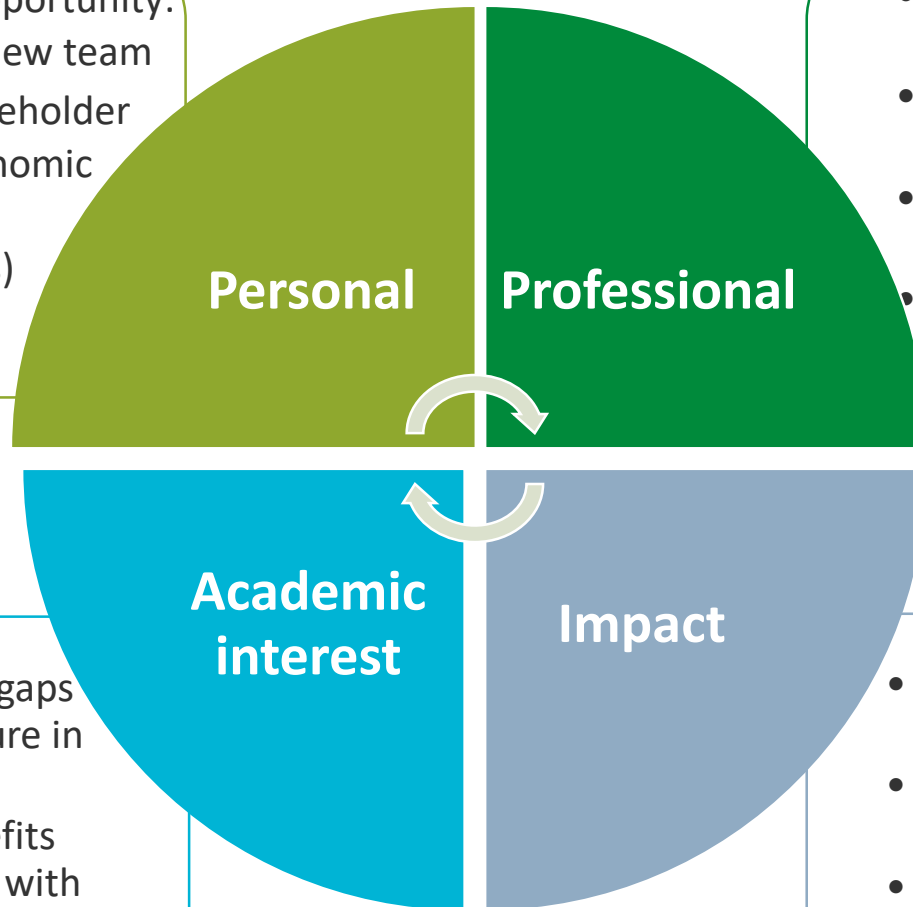 portunity:
ew team
eholder
nomic
)
Personal
Professional
Academic
interest
Impact
gaps
ure in
fits
with